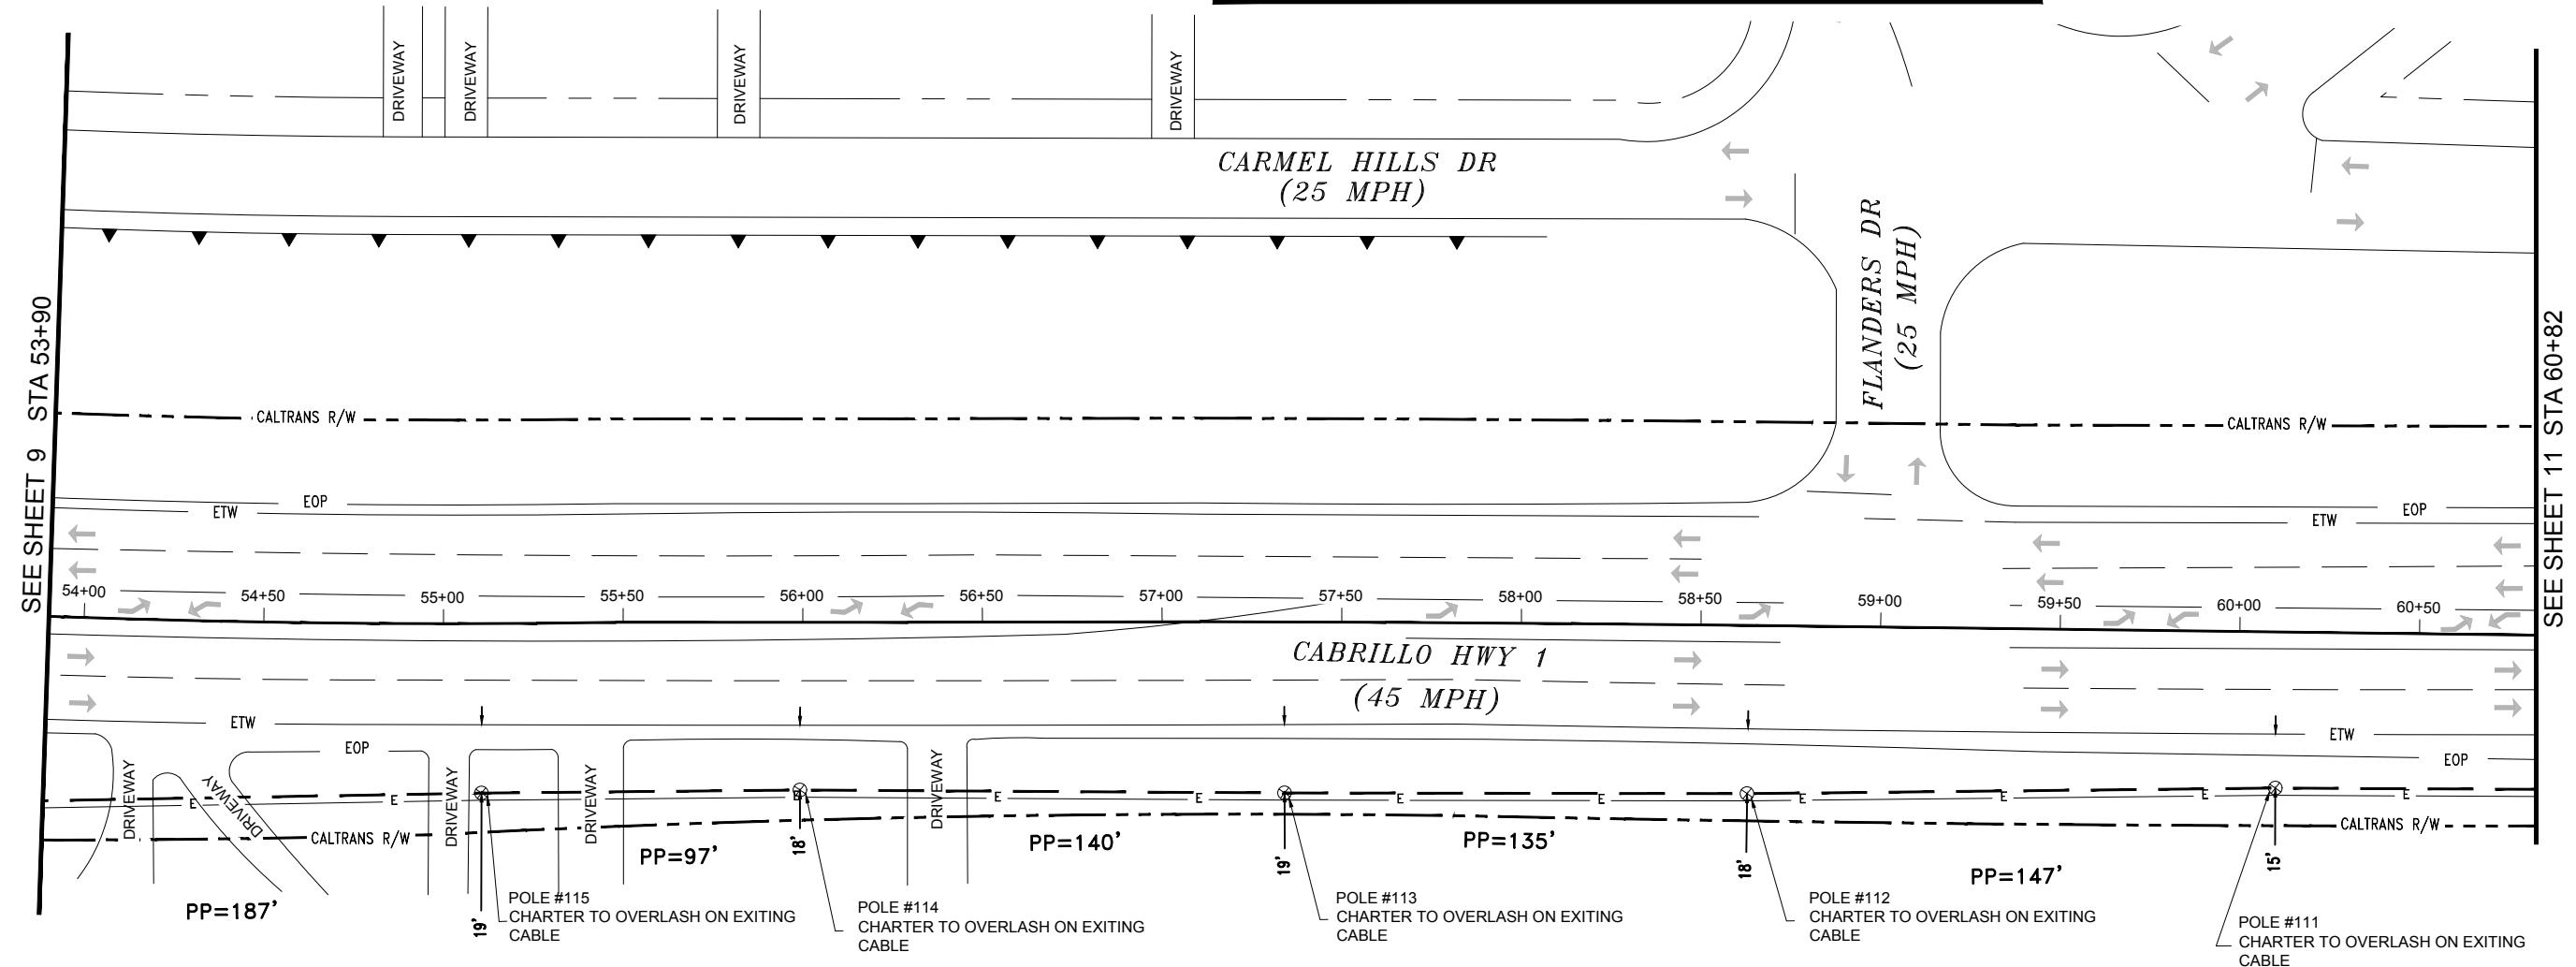 DRIVEWAY
DRIVEWAY
DRIVEWAY
DRIVEWAY
CARMEL HILLS DR
(25 MPH)
FLANDERS DR
(25 MPH)
SEE SHEET 9 STA 53+90
SEE SHEET 11 STA 60+82
CALTRANS R/W
CALTRANS R/W
EOP
ETW
EOP
ETW
54+00
54+50
55+00
55+50
56+00
56+50
57+00
57+50
58+00
58+50
59+00
59+50
60+00
60+50
CABRILLO HWY 1
(45 MPH)
ETW
ETW
EOP
EOP
DRIVEWAY
DRIVEWAY
DRIVEWAY
DRIVEWAY
DRIVEWAY
E
E
E
E
E
E
E
E
E
E
E
CALTRANS R/W
CALTRANS R/W
PP=187'
PP=97'
PP=140'
PP=135'
PP=147'
19'
18'
19'
18'
15'
POLE #115
CHARTER TO OVERLASH ON EXITING
CABLE
POLE #114
CHARTER TO OVERLASH ON EXITING
CABLE
POLE #113
CHARTER TO OVERLASH ON EXITING
CABLE
POLE #112
CHARTER TO OVERLASH ON EXITING
CABLE
POLE #111
CHARTER TO OVERLASH ON EXITING
CABLE